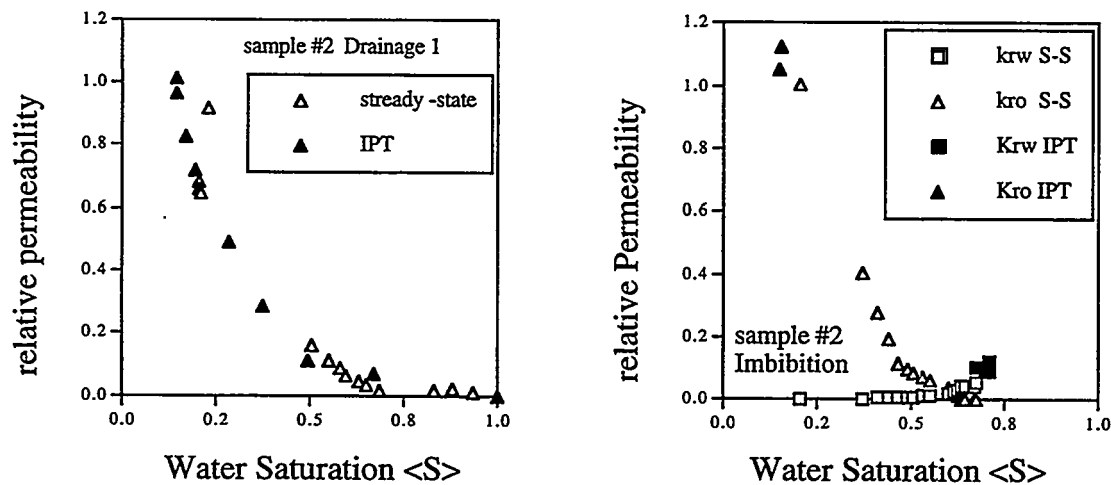 1.2
1.0
0.8
0.6
0.4
0.2
0.0
relative permeability
sample #2 Drainage 1
stready -state
IPT
0.0
0.2
0.5
0.8
1.0
Water Saturation <S>
1.2
1.0
0.8
0.6
0.4
0.2
0.0
relative Permeability
krw S-S
kro S-S
Krw IPT
Kro IPT
sample #2
Imbibition
0.0
0.2
0.5
0.8
1.0
Water Saturation <S>